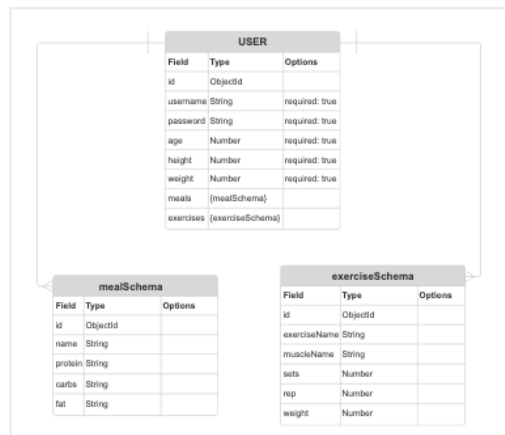 USER
Field Type Options
id ObjectId
username String required: true
password String required: true
age Number required: true
height Number required: true
weight Number required: true
meals {mealSchema}
exercises {exerciseSchema}
mealSchema
Field Type Options
id ObjectId
name String
protein String
carbs String
fat String
exerciseSchema
Field Type Options
id ObjectId
exerciseName String
muscleName String
sets Number
rep Number
weight Number